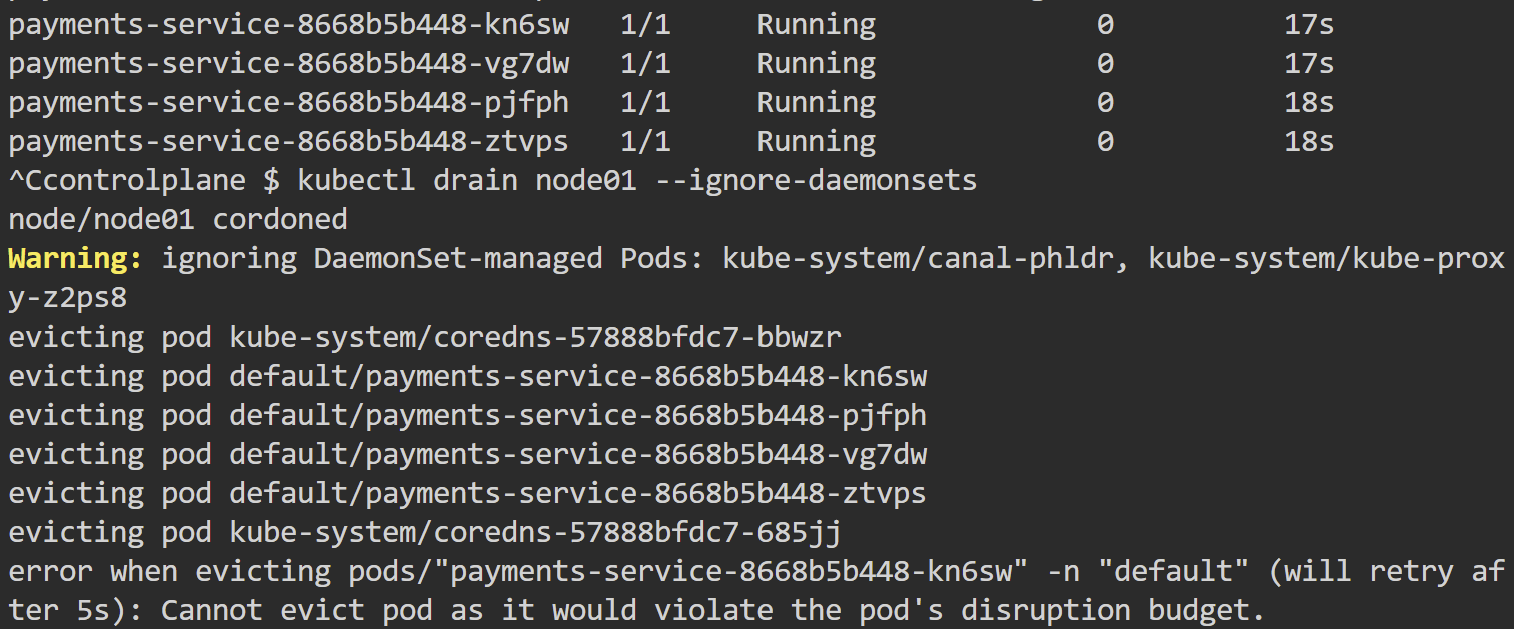 payments-service-8668b5b448-kn6sw 1/1 Running 0 17s
payments-service-8668b5b448-vg7dw 1/1 Running 0 17s
payments-service-8668b5b448-pjfph 1/1 Running 0 18s
payments-service-8668b5b448-ztvps 1/1 Running 0 18s
^Ccontrolplane $ kubectl drain node01 --ignore-daemonsets
node/node01 cordoned
Warning: ignoring DaemonSet-managed Pods: kube-system/canal-phldr, kube-system/kube-prox
y-z2ps8
evicting pod kube-system/coredns-57888bfdc7-bbwzr
evicting pod default/payments-service-8668b5b448-kn6sw
evicting pod default/payments-service-8668b5b448-pjfph
evicting pod default/payments-service-8668b5b448-vg7dw
evicting pod default/payments-service-8668b5b448-ztvps
evicting pod kube-system/coredns-57888bfdc7-685jj
error when evicting pods/"payments-service-8668b5b448-kn6sw" -n "default" (will retry af
ter 5s): Cannot evict pod as it would violate the pod's disruption budget.